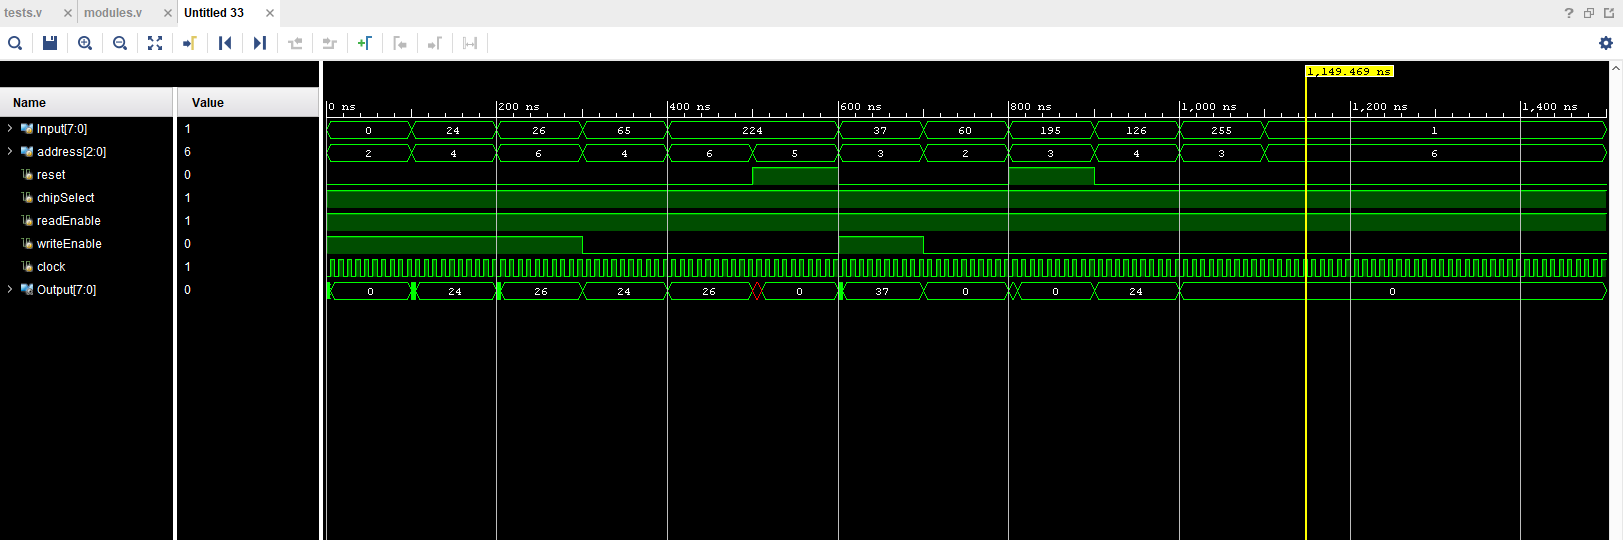 tests.v × modules.v × Untitled 33 × ?
1,149.469 ns
Name Value 0 ns 200 ns 400 ns 600 ns 800 ns 1,000 ns 1,200 ns 1,400 ns
Input[7:0] 1 0 24 26 65 224 37 60 195 126 255 1
address[2:0] 6 2 4 6 4 6 5 3 2 3 4 3 6
reset 0
chipSelect 1
readEnable 1
writeEnable 0
clock 1
Output[7:0] 0 0 24 26 24 26 0 37 0 0 24 0